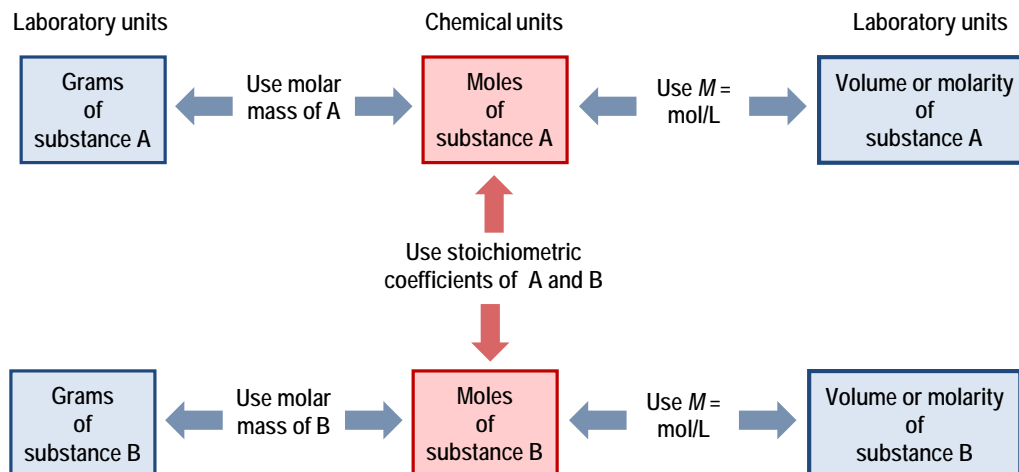 Laboratory units
Chemical units
Laboratory units
Grams
of
substance A
Use molar
mass of A
Moles
of
substance A
Use M =
mol/L
Volume or molarity
of
substance A
Use stoichiometric
coefficients of A and B
Grams
of
substance B
Use molar
mass of B
Moles
of
substance B
Use M =
mol/L
Volume or molarity
of
substance B